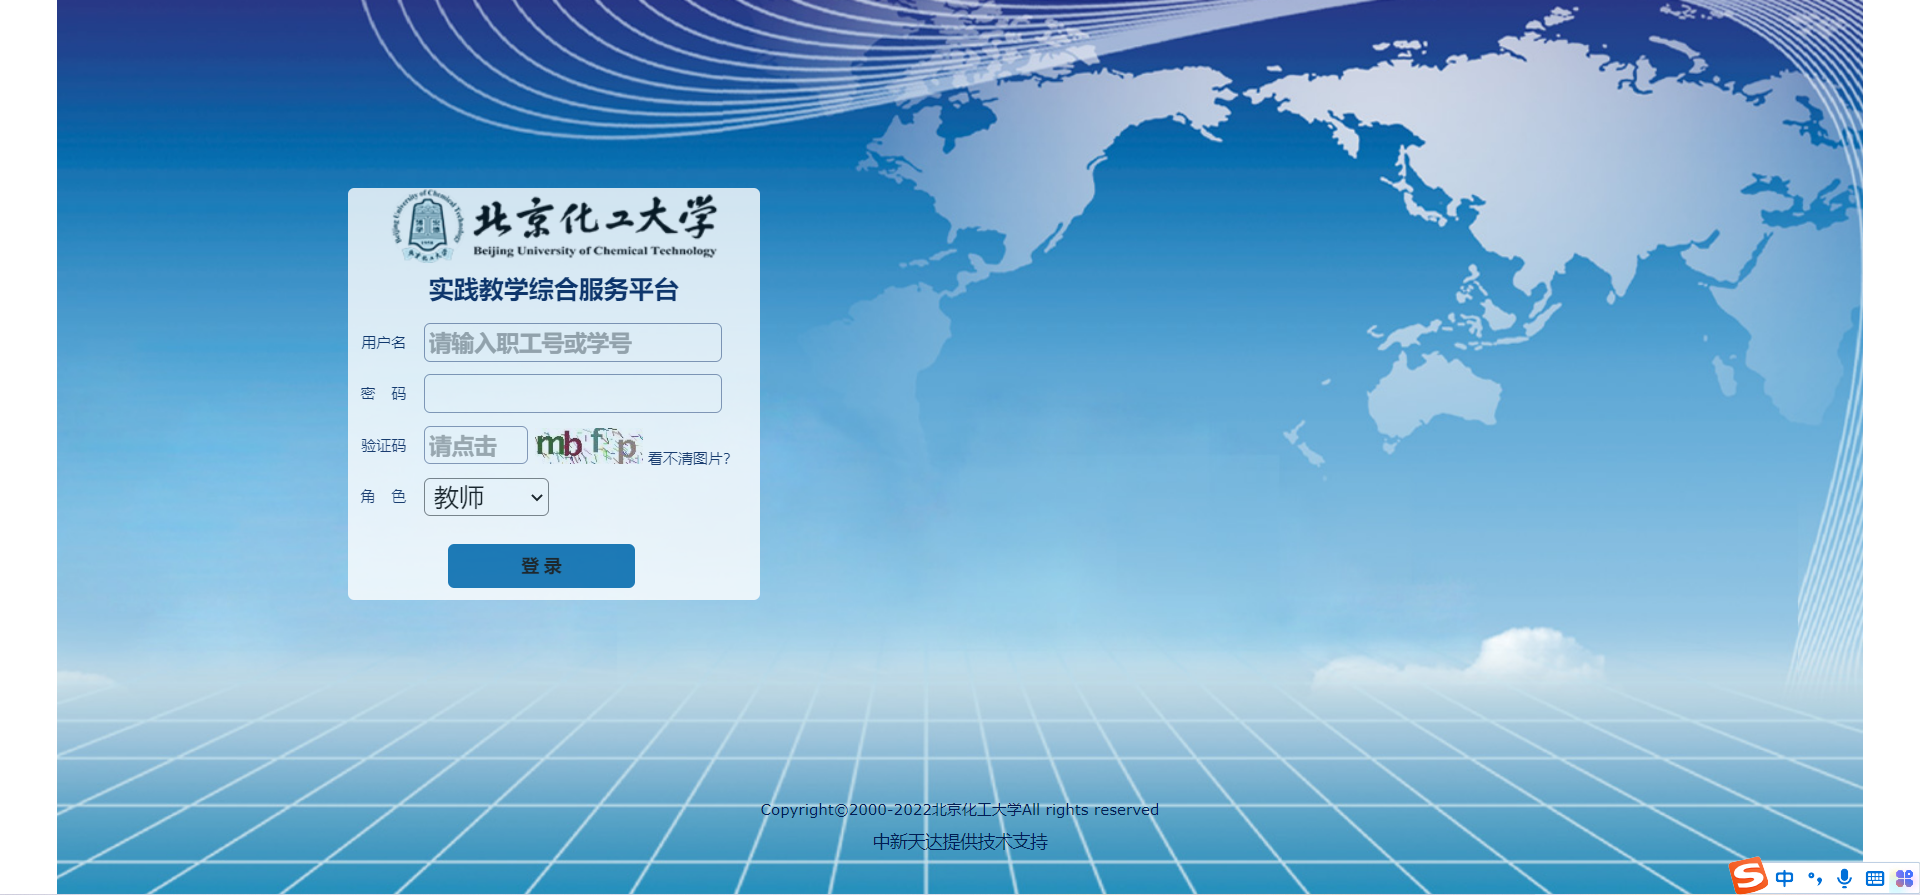 北京化工大学
Beijing University of Chemical Technology
实践教学综合服务平台
用户名 请输入职工号或学号
密 码
验证码 请点击 mbfp 看不清图片?
角 色 教师
登 录
Copyright©2000-2022北京化工大学All rights reserved
中新天达提供技术支持
S 中